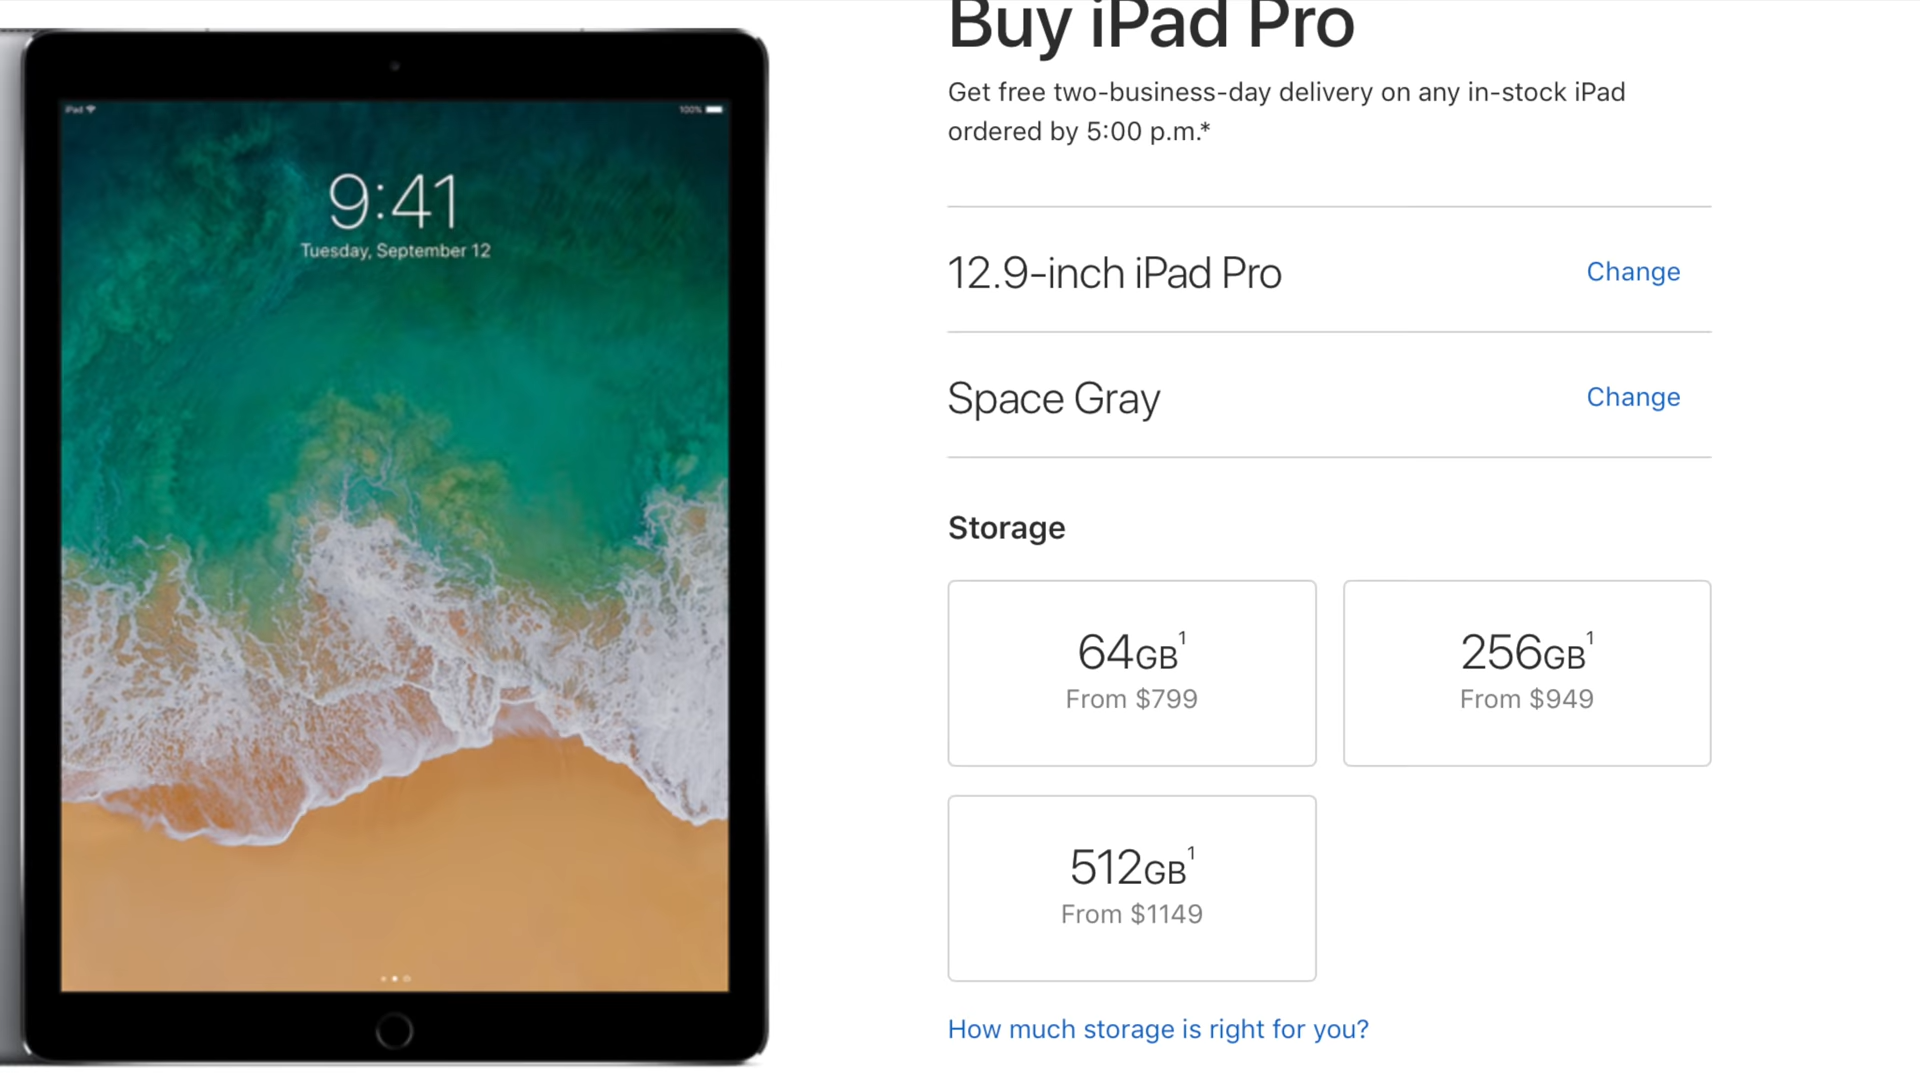 Buy iPad Pro
Get free two-business-day delivery on any in-stock iPad
ordered by 5:00 p.m.*
iPad
100%
9:41
Tuesday, September 12
12.9-inch iPad Pro Change
Space Gray Change
Storage
64GB¹
From $799
256GB¹
From $949
512GB¹
From $1149
How much storage is right for you?